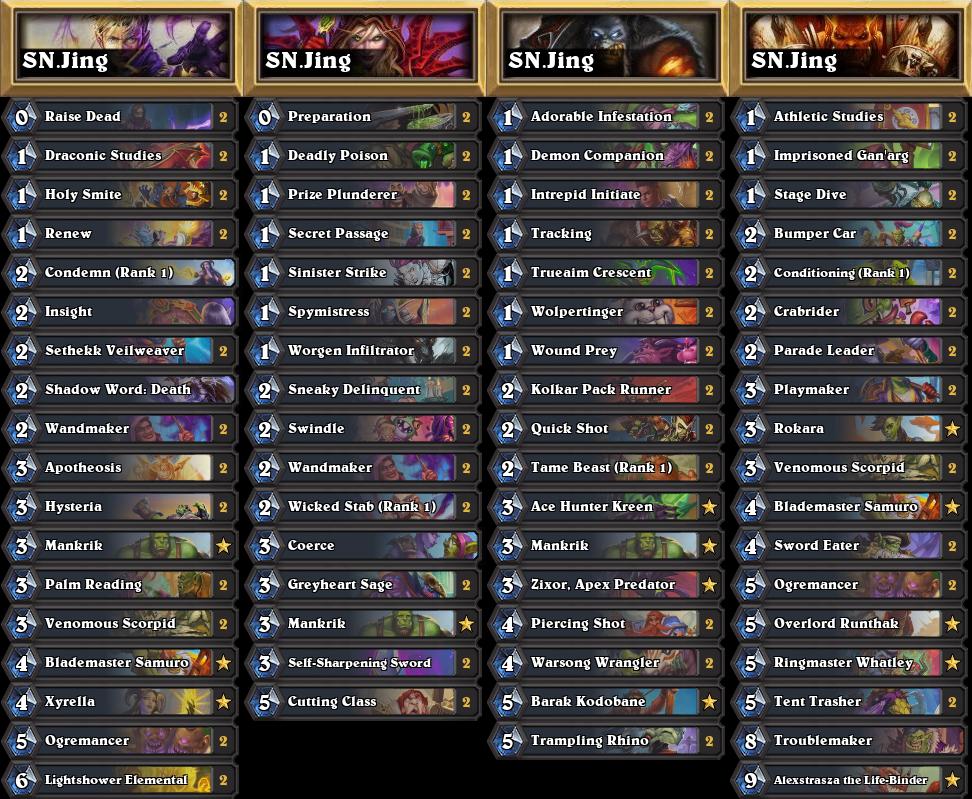 SN.Jing
0 Raise Dead 2
1 Draconic Studies 2
1 Holy Smite 2
1 Renew 2
2 Condemn (Rank 1)
2 Insight
2 Sethekk Veilweaver 2
2 Shadow Word: Death
2 Wandmaker 2
3 Apotheosis 2
3 Hysteria 2
3 Mankrik
3 Palm Reading 2
3 Venomous Scorpid 2
4 Blademaster Samuro
4 Xyrella
5 Ogremancer 2
6 Lightshower Elemental 2
SN.Jing
0 Preparation 2
1 Deadly Poison 2
1 Prize Plunderer 2
1 Secret Passage 2
1 Sinister Strike 2
1 Spymistress 2
1 Worgen Infiltrator 2
2 Sneaky Delinquent 2
2 Swindle 2
2 Wandmaker 2
2 Wicked Stab (Rank 1) 2
3 Coerce
3 Greyheart Sage 2
3 Mankrik
3 Self-Sharpening Sword 2
5 Cutting Class 2
SN.Jing
1 Adorable Infestation 2
1 Demon Companion 2
1 Intrepid Initiate 2
1 Tracking 2
1 Trueaim Crescent 2
1 Wolpertinger 2
1 Wound Prey 2
2 Kolkar Pack Runner 2
2 Quick Shot 2
2 Tame Beast (Rank 1) 2
3 Ace Hunter Kreen
3 Mankrik
3 Zixor, Apex Predator
4 Piercing Shot 2
4 Warsong Wrangler 2
5 Barak Kodobane
5 Trampling Rhino 2
SN.Jing
1 Athletic Studies 2
1 Imprisoned Gan'arg 2
1 Stage Dive 2
2 Bumper Car 2
2 Conditioning (Rank 1) 2
2 Crabrider 2
2 Parade Leader 2
3 Playmaker 2
3 Rokara
3 Venomous Scorpid 2
4 Blademaster Samuro
4 Sword Eater 2
5 Ogremancer 2
5 Overlord Runthak
5 Ringmaster Whatley
5 Tent Trasher 2
8 Troublemaker
9 Alexstrasza the Life-Binder